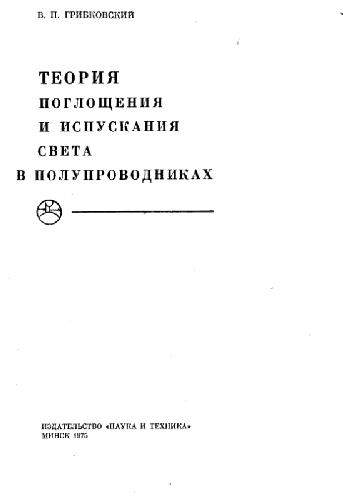 В. П. ГРИБКОВСКИЙ
ТЕОРИЯ
ПОГЛОЩЕНИЯ
И ИСПУСКАНИЯ
СВЕТА
В ПОЛУПРОВОДНИКАХ
ИЗДАТЕЛЬСТВО «НАУКА И ТЕХНИКА»
МИНСК 1975